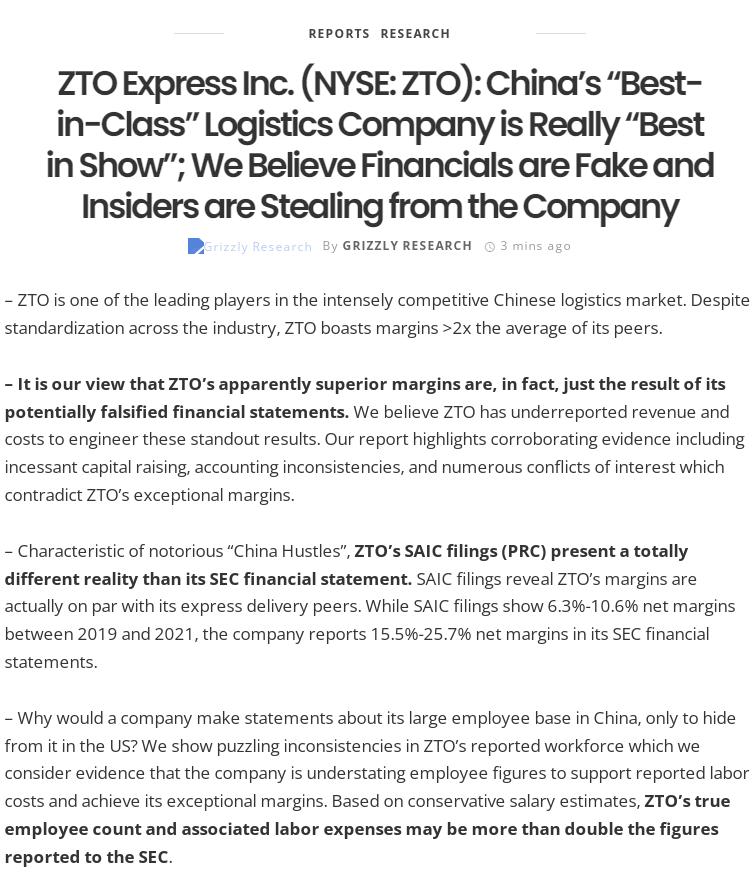 REPORTS RESEARCH
ZTO Express Inc. (NYSE: ZTO): China’s “Best-
in-Class” Logistics Company is Really “Best
in Show”; We Believe Financials are Fake and
Insiders are Stealing from the Company
Grizzly Research By GRIZZLY RESEARCH 3 mins ago
– ZTO is one of the leading players in the intensely competitive Chinese logistics market. Despite
standardization across the industry, ZTO boasts margins >2x the average of its peers.
– It is our view that ZTO’s apparently superior margins are, in fact, just the result of its
potentially falsified financial statements. We believe ZTO has underreported revenue and
costs to engineer these standout results. Our report highlights corroborating evidence including
incessant capital raising, accounting inconsistencies, and numerous conflicts of interest which
contradict ZTO’s exceptional margins.
– Characteristic of notorious “China Hustles”, ZTO’s SAIC filings (PRC) present a totally
different reality than its SEC financial statement. SAIC filings reveal ZTO’s margins are
actually on par with its express delivery peers. While SAIC filings show 6.3%-10.6% net margins
between 2019 and 2021, the company reports 15.5%-25.7% net margins in its SEC financial
statements.
– Why would a company make statements about its large employee base in China, only to hide
from it in the US? We show puzzling inconsistencies in ZTO’s reported workforce which we
consider evidence that the company is understating employee figures to support reported labor
costs and achieve its exceptional margins. Based on conservative salary estimates, ZTO’s true
employee count and associated labor expenses may be more than double the figures
reported to the SEC.